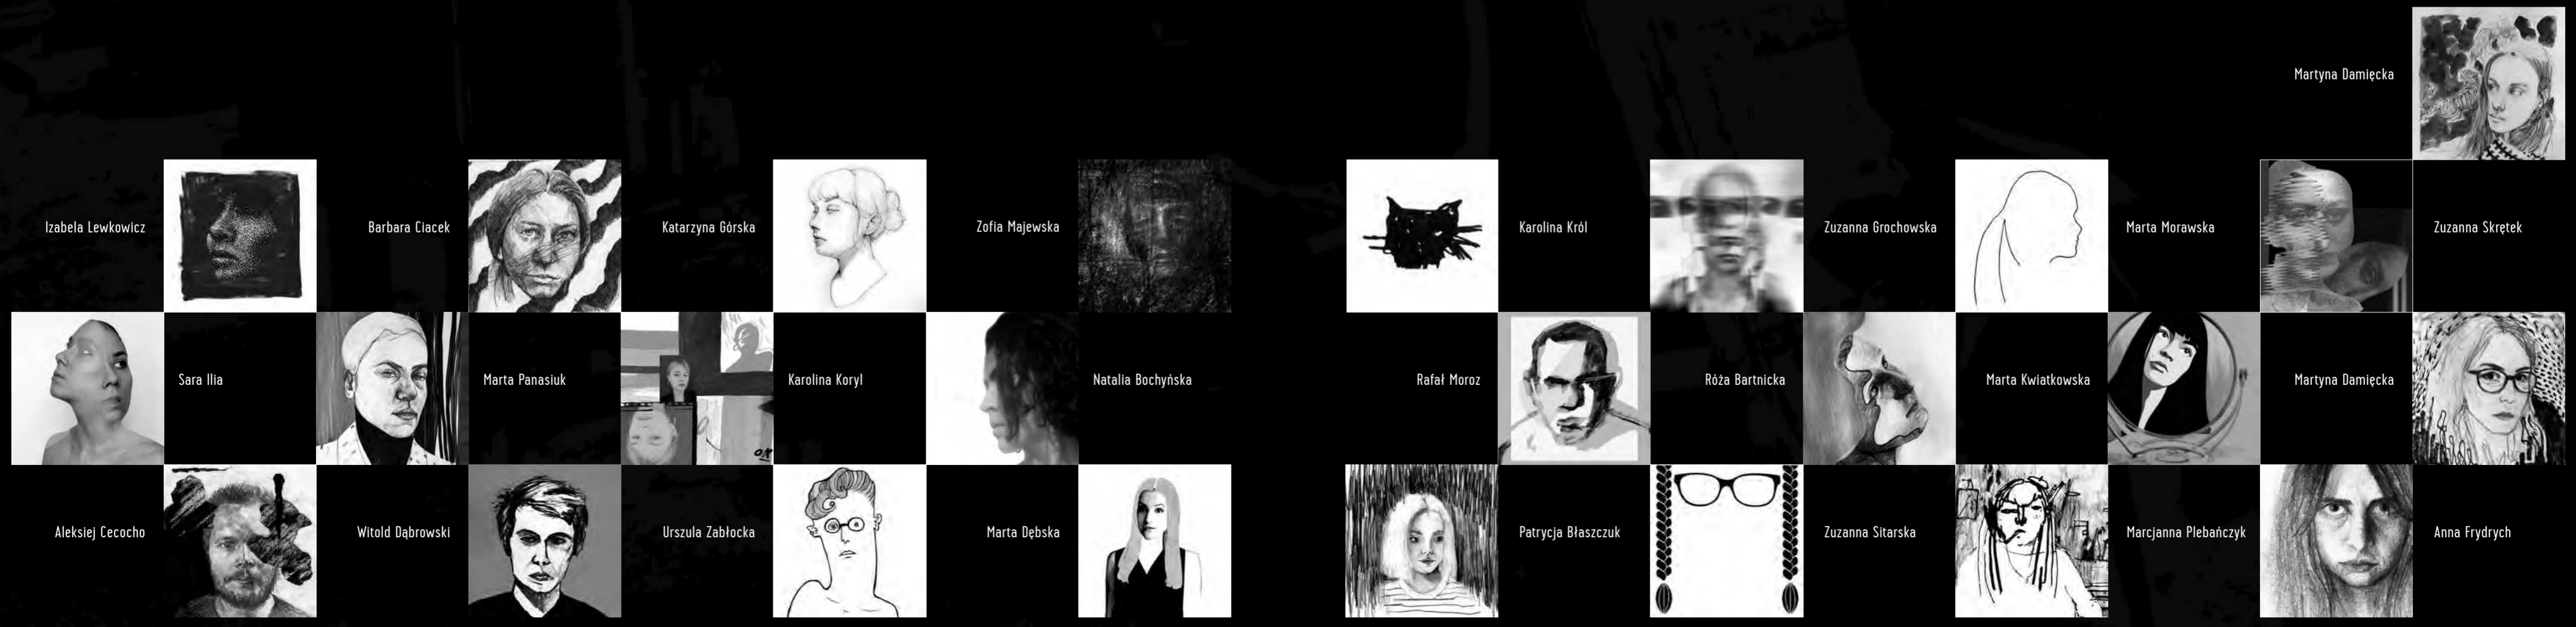 Martyna Damięcka
Izabela Lewkowicz
Barbara Ciacek
Katarzyna Górska
Zofia Majewska
Karolina Król
Zuzanna Grochowska
Marta Morawska
Zuzanna Skrętek
Sara Ilia
Marta Panasiuk
Karolina Koryl
Natalia Bochyńska
Rafał Moroz
Róża Bartnicka
Marta Kwiatkowska
Martyna Damięcka
Aleksiej Cecocho
Witold Dąbrowski
Urszula Zabłocka
Marta Dębska
Patrycja Błaszczuk
Zuzanna Sitarska
Marcjanna Plebańczyk
Anna Frydrych